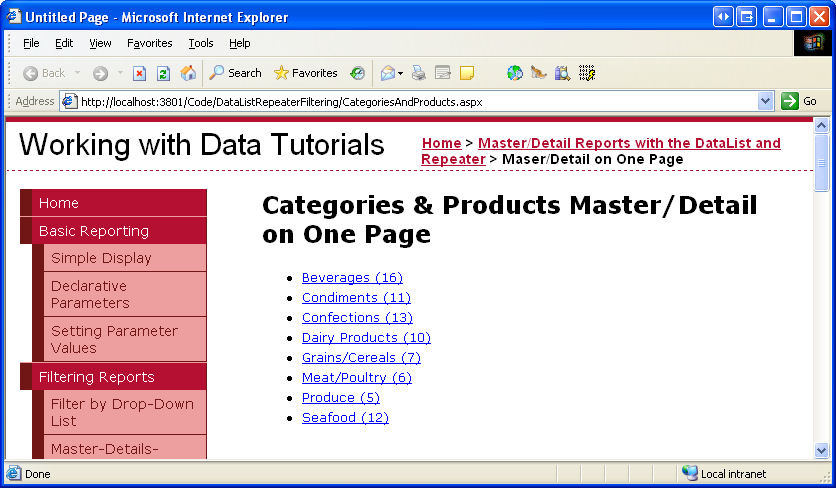 Untitled Page - Microsoft Internet Explorer
File Edit View Favorites Tools Help
Back Search Favorites
Address http://localhost:3801/Code/DataListRepeaterFiltering/CategoriesAndProducts.aspx Go
Working with Data Tutorials
Home > Master/Detail Reports with the DataList and
Repeater > Maser/Detail on One Page
Home
Basic Reporting
Simple Display
Declarative
Parameters
Setting Parameter
Values
Filtering Reports
Filter by Drop-Down
List
Master-Details-
Categories & Products Master/Detail
on One Page
Beverages (16)
Condiments (11)
Confections (13)
Dairy Products (10)
Grains/Cereals (7)
Meat/Poultry (6)
Produce (5)
Seafood (12)
Done Local intranet